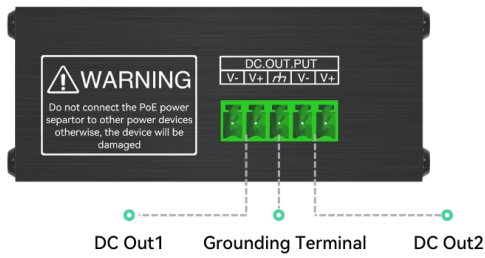 WARNING
Do not connect the PoE power
separtor to other power devices
otherwise, the device will be
damaged
DC.OUT.PUT
V- V+ V- V+
DC Out1 Grounding Terminal DC Out2